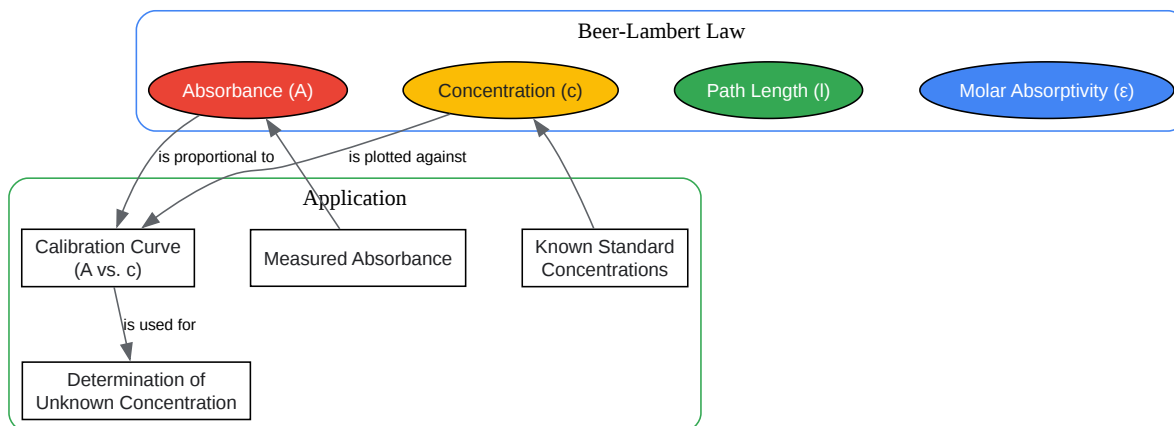 Beer-Lambert Law
Absorbance (A)
Concentration (c)
Path Length (l)
Molar Absorptivity (ε)
is proportional to
is plotted against
Application
Calibration Curve
(A vs. c)
Measured Absorbance
Known Standard
Concentrations
is used for
Determination of
Unknown Concentration